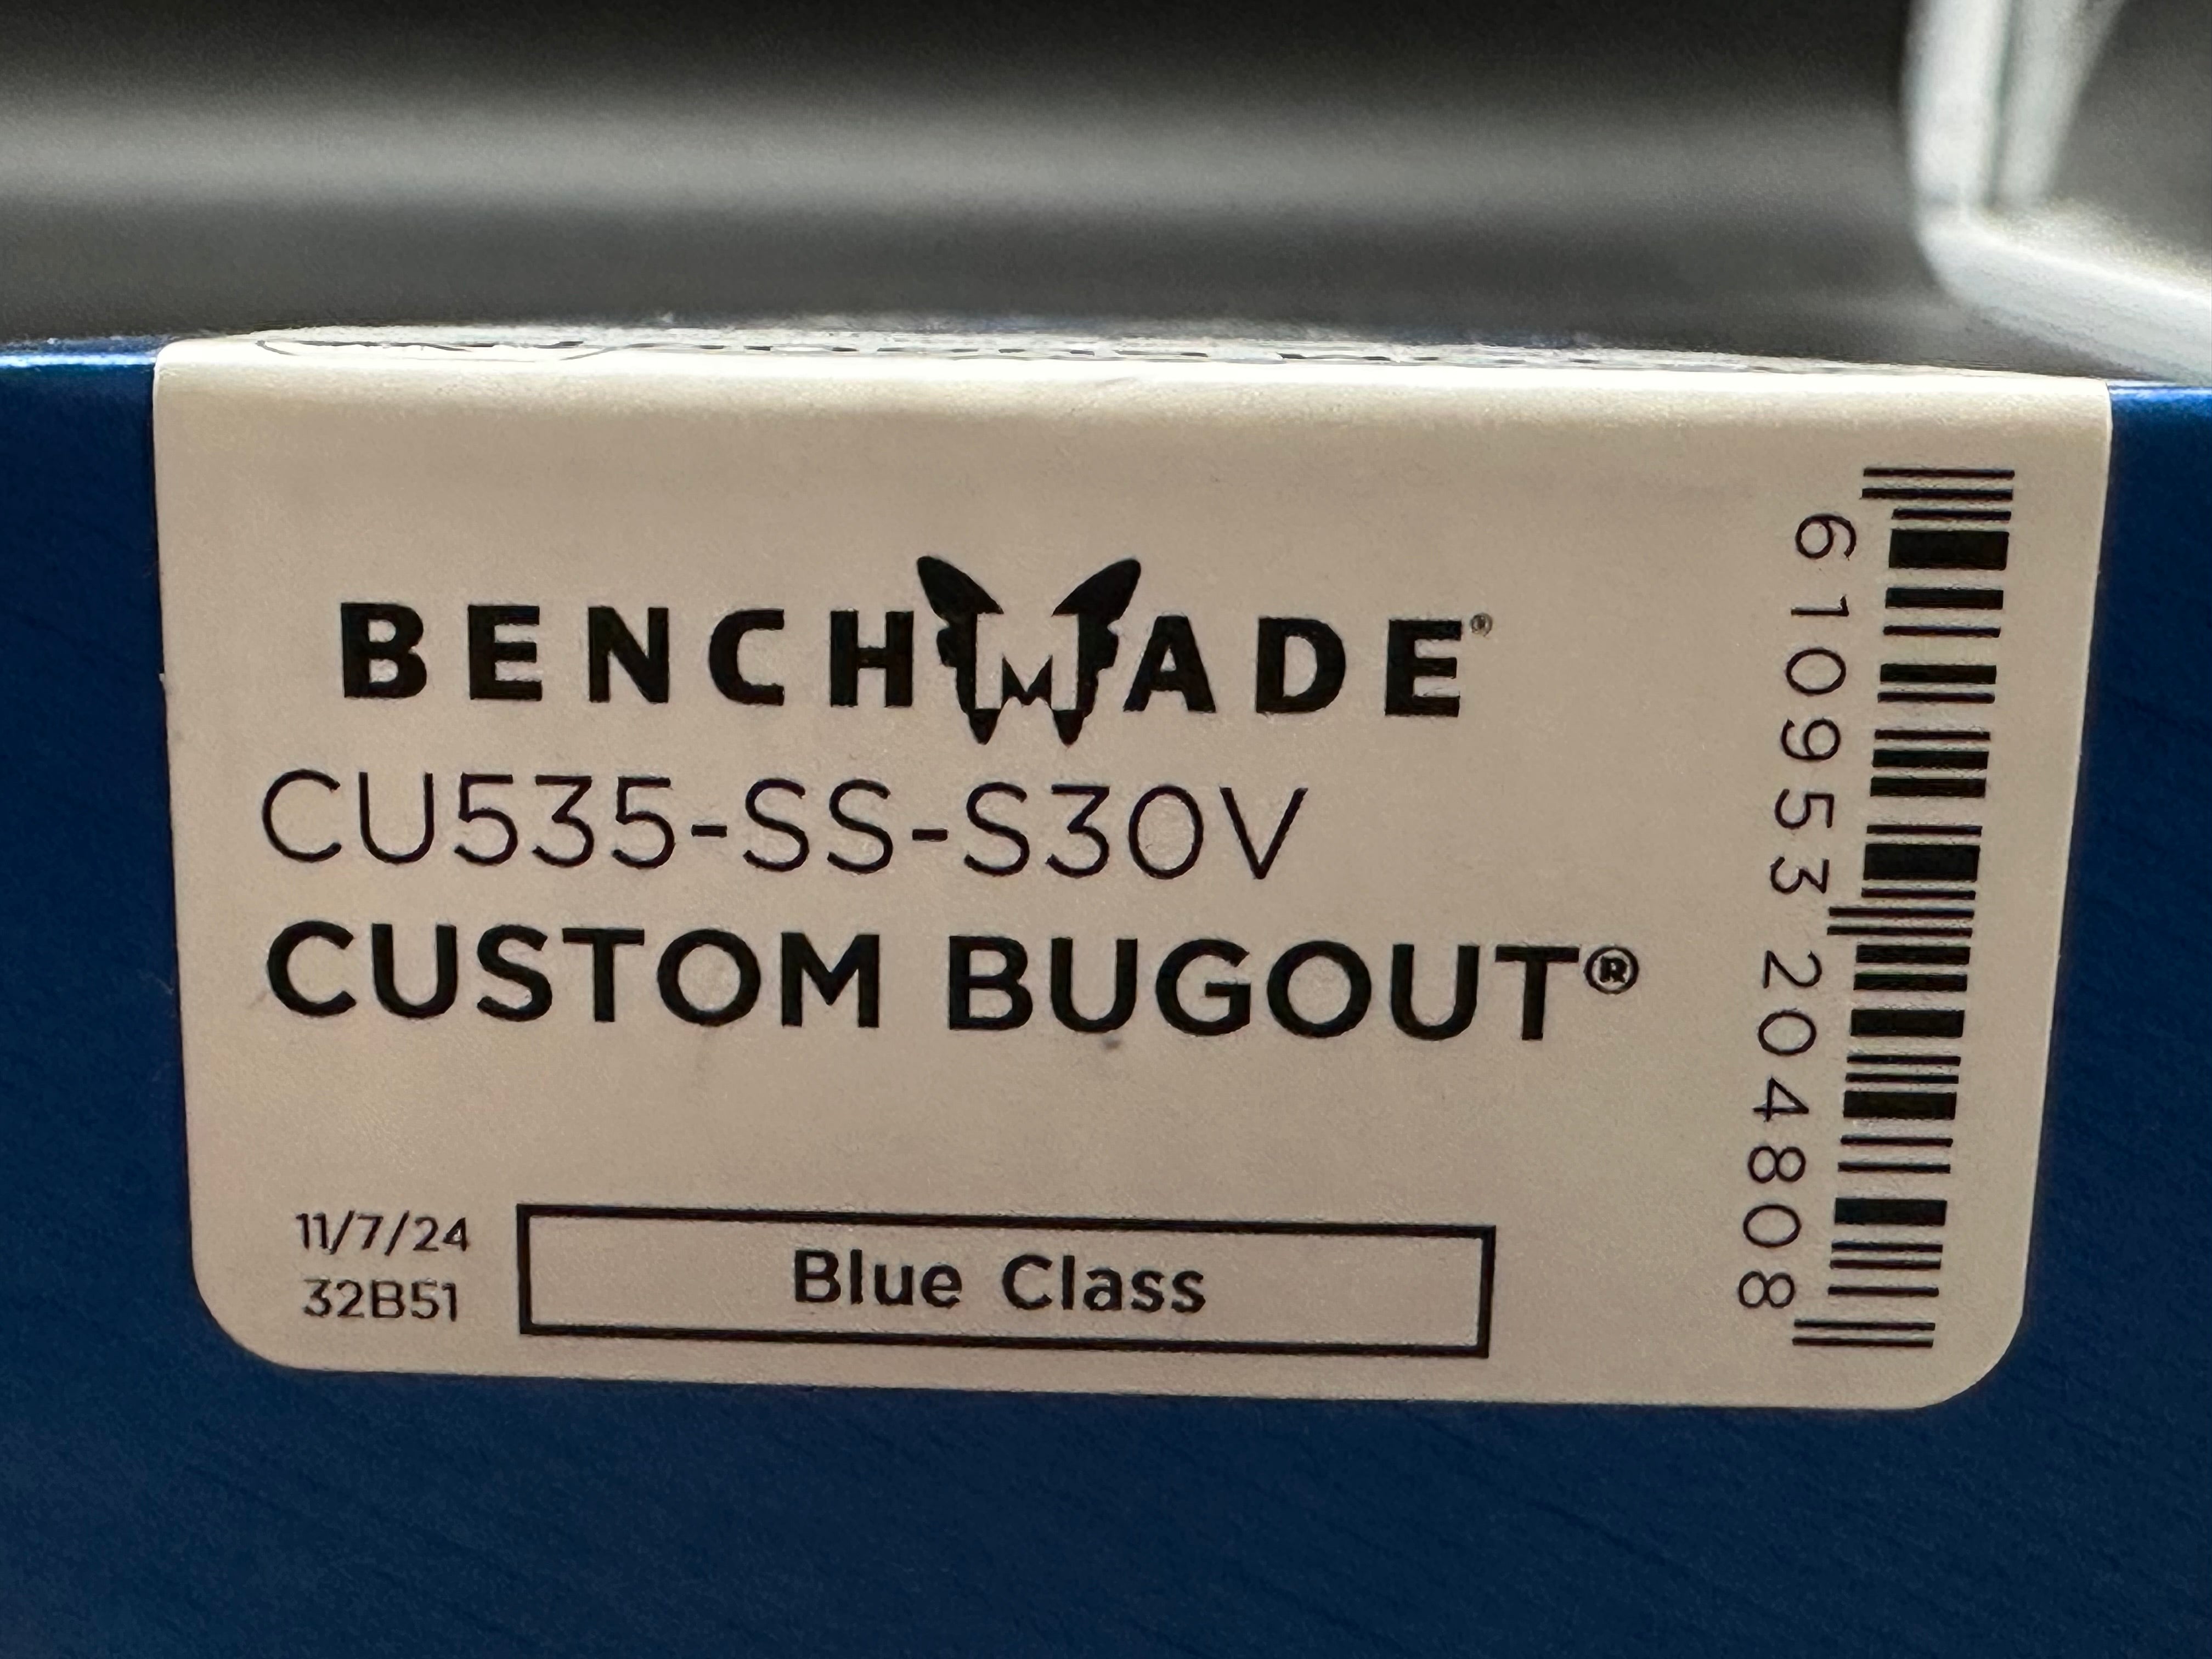 BENCHMADE®
CU535-SS-S30V
CUSTOM BUGOUT®
11/7/24
32B51
Blue Class
610953204808